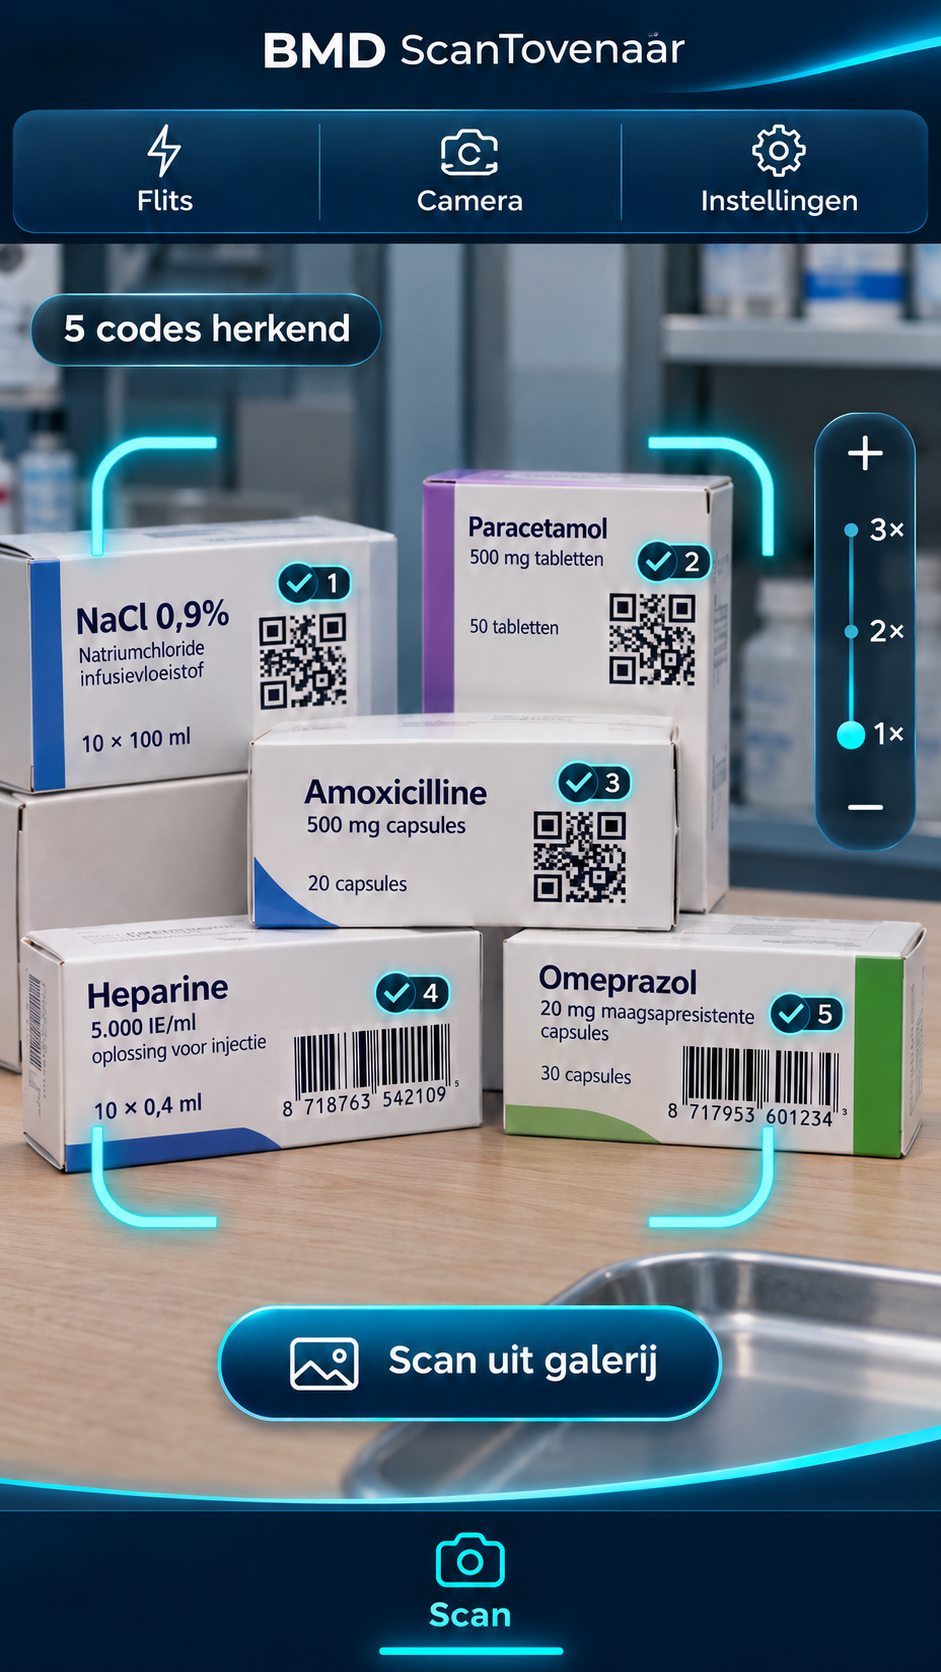 BMD ScanTovenaar
Flits
Camera
Instellingen
5 codes herkend
3×
2×
1×
1
NaCl 0,9%
Natriumchloride
infusievloeistof
10 × 100 ml
2
Paracetamol
500 mg tabletten
50 tabletten
3
Amoxicilline
500 mg capsules
20 capsules
4
Heparine
5.000 IE/ml
oplossing voor injectie
10 × 0,4 ml
8 718763 542109 5
5
Omeprazol
20 mg maagsapresistente
capsules
30 capsules
8 717953 601234 3
Scan uit galerij
Scan